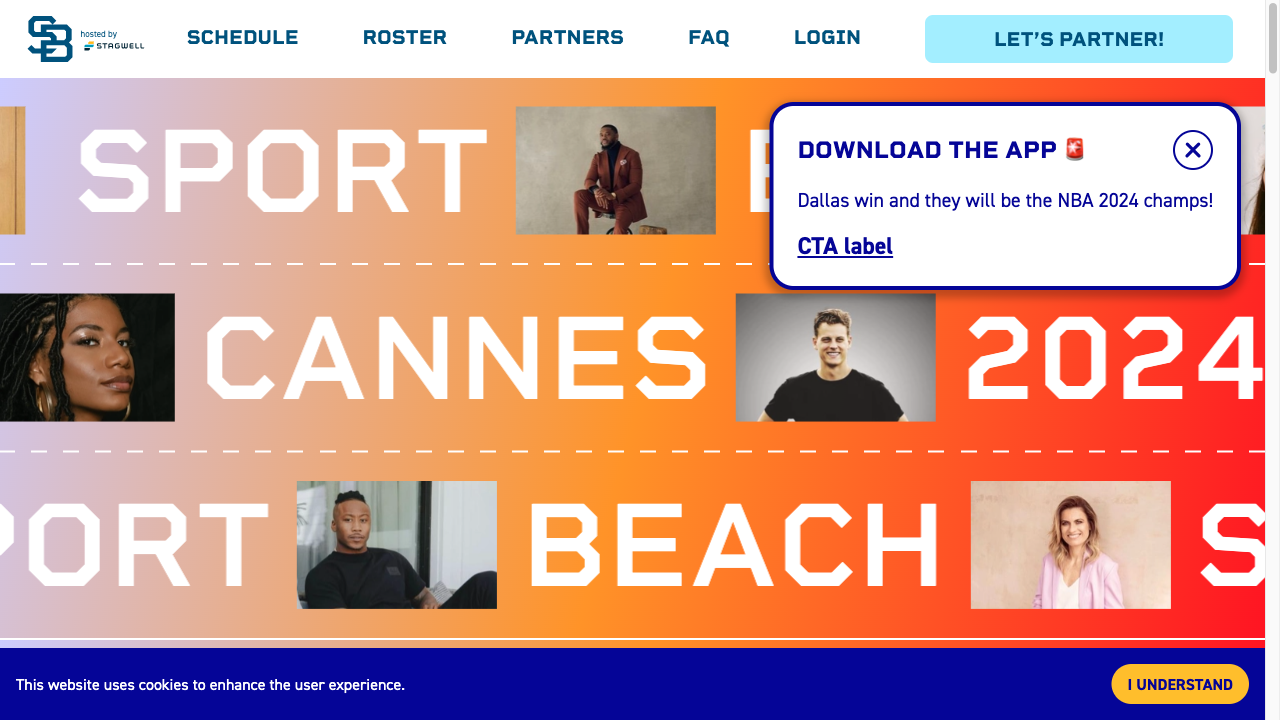 SB hosted by
STAGWELL
SCHEDULE ROSTER PARTNERS FAQ LOGIN LET’S PARTNER!
SPORT
DOWNLOAD THE APP 🚨
Dallas win and they will be the NBA 2024 champs!
CTA label
CANNES 2024
PORT BEACH S
This website uses cookies to enhance the user experience.
I UNDERSTAND